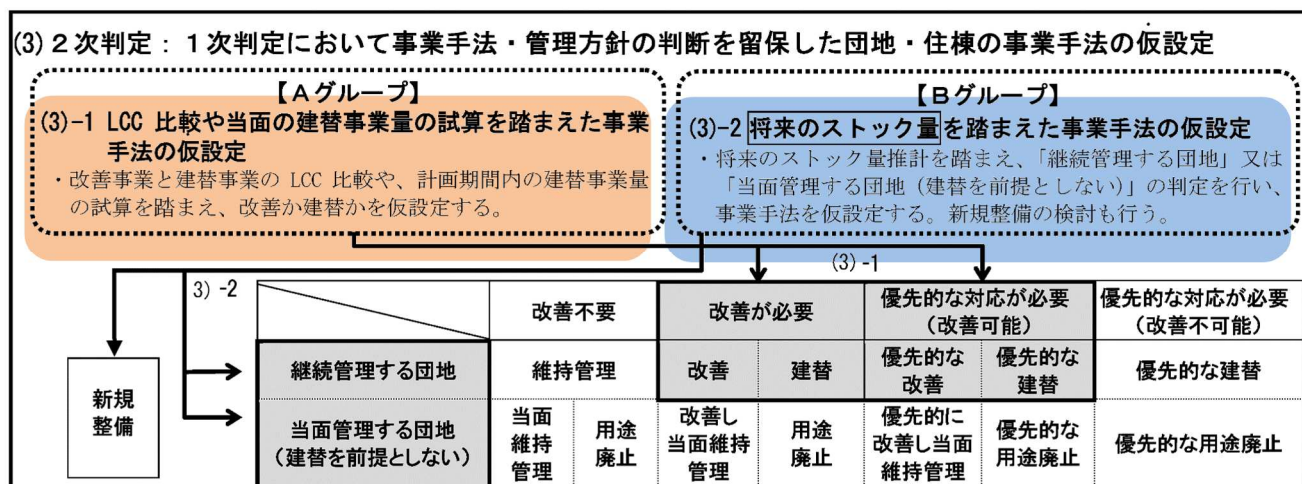 (3) 2次判定： 1次判定において事業手法・管理方針の判断を留保した団地・住棟の事業手法の仮設定
【Aグループ】
(3)-1 LCC 比較や当面の建替事業量の試算を踏まえた事業
手法の仮設定
・改善事業と建替事業の LCC 比較や、計画期間内の建替事業量
の試算を踏まえ、改善か建替かを仮設定する。
【Bグループ】
(3)-2 将来のストック量を踏まえた事業手法の仮設定
・将来のストック量推計を踏まえ、「継続管理する団地」又は
「当面管理する団地（建替を前提としない）」の判定を行い、
事業手法を仮設定する。新規整備の検討も行う。
(3)-1
3) -2
改善不要
改善が必要
優先的な対応が必要
（改善可能）
優先的な対応が必要
（改善不可能）
新規
整備
継続管理する団地
維持管理
改善
建替
優先的な
改善
優先的な
建替
優先的な建替
当面管理する団地
（建替を前提としない）
当面
維持
管理
用途
廃止
改善し
当面維持
管理
用途
廃止
優先的に
改善し当面
維持管理
優先的な
用途廃止
優先的な用途廃止